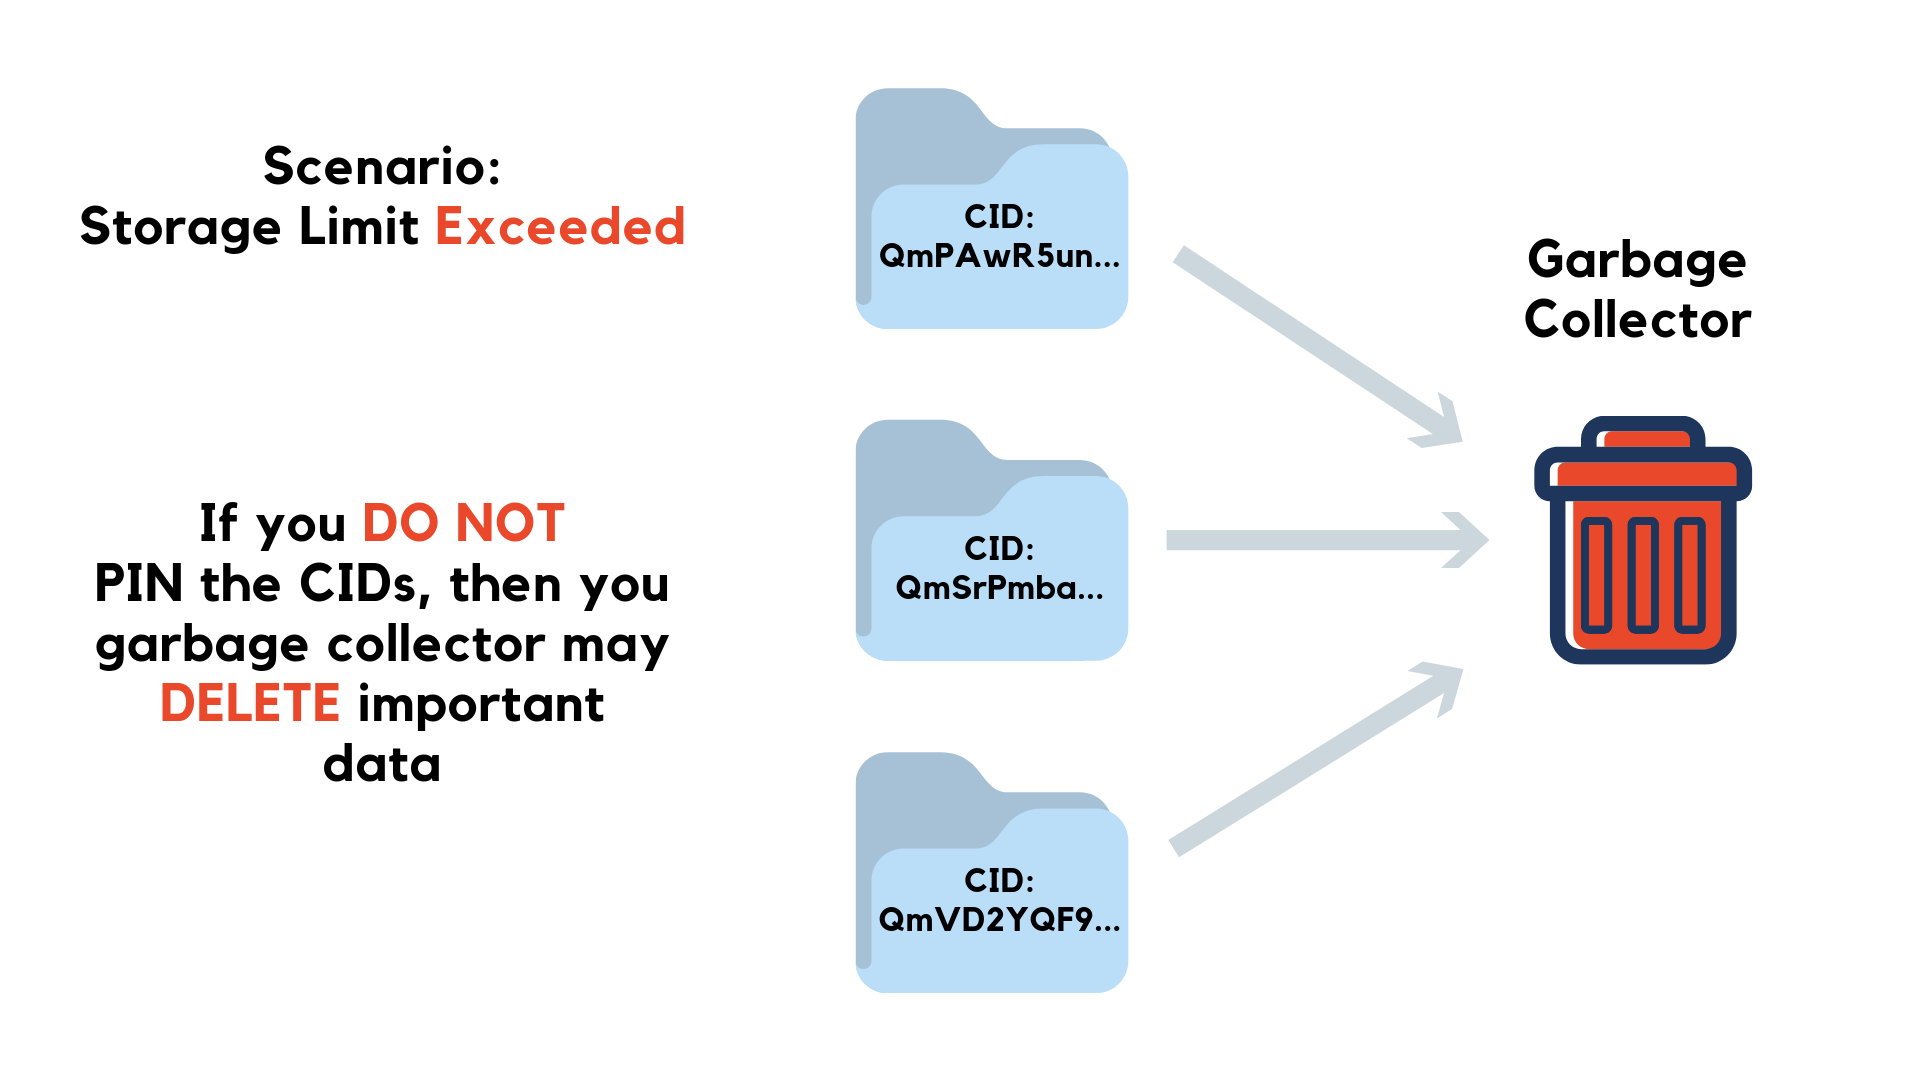 Scenario:
Storage Limit Exceeded
If you DO NOT
PIN the CIDs, then you
garbage collector may
DELETE important
data
CID:
QmPAwR5un...
CID:
QmSrPmba...
CID:
QmVD2YQF9...
Garbage
Collector